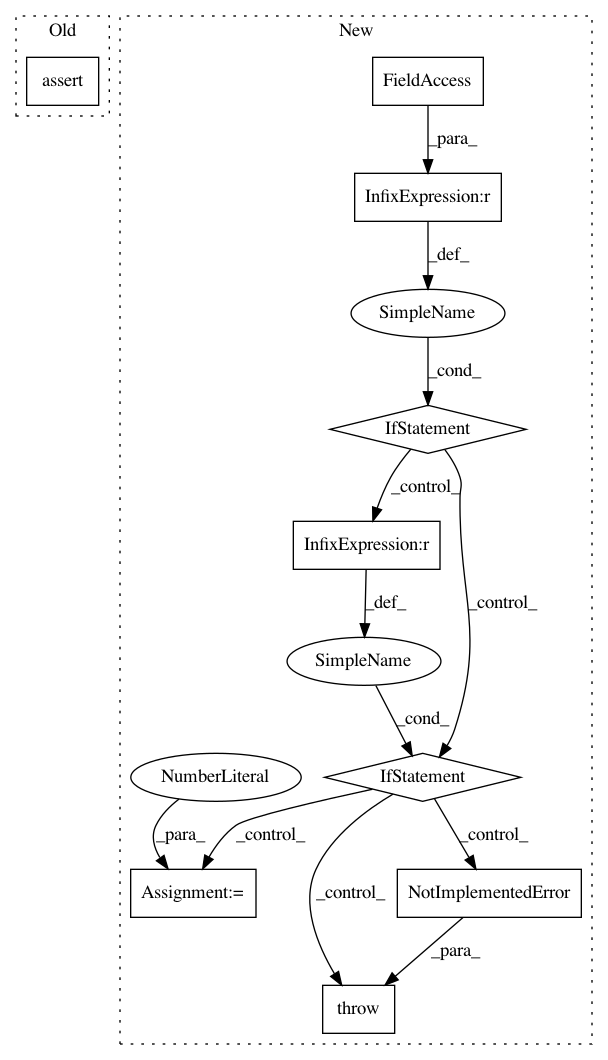 Old
New
assert
FieldAccess
_para_
InfixExpression:r
_def_
SimpleName
_cond_
IfStatement
_control_
InfixExpression:r
_def_
_control_
SimpleName
_cond_
NumberLiteral
IfStatement
_para_
_control_
_control_
Assignment:=
_control_
NotImplementedError
_para_
throw